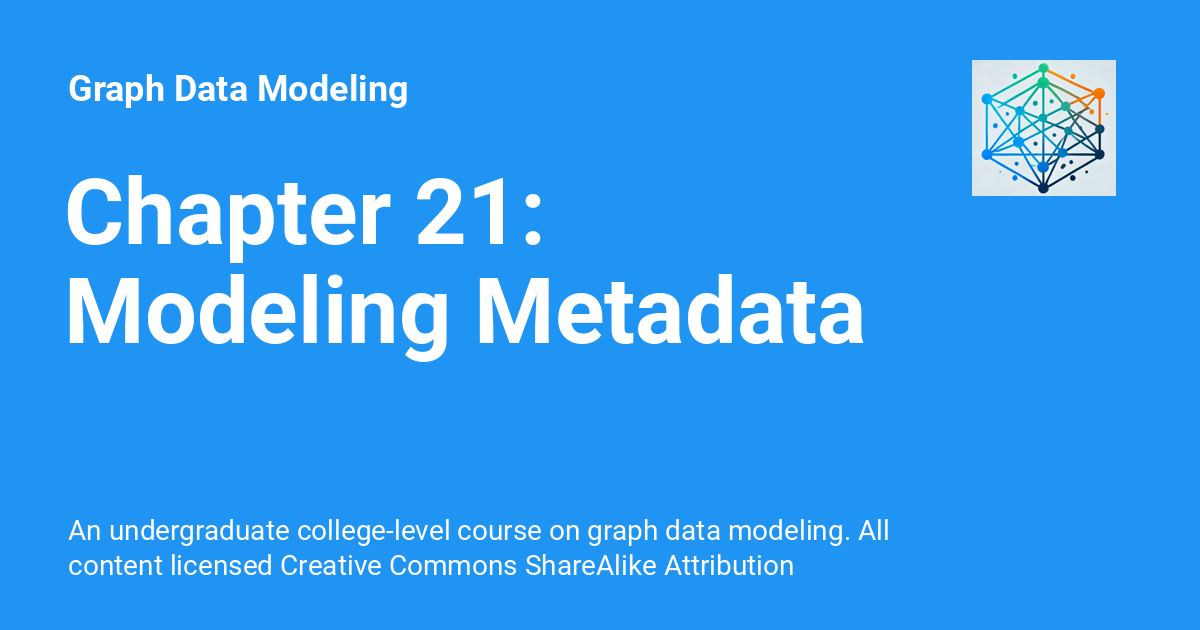 Graph Data Modeling
Chapter 21:
Modeling Metadata
An undergraduate college-level course on graph data modeling. All
content licensed Creative Commons ShareAlike Attribution